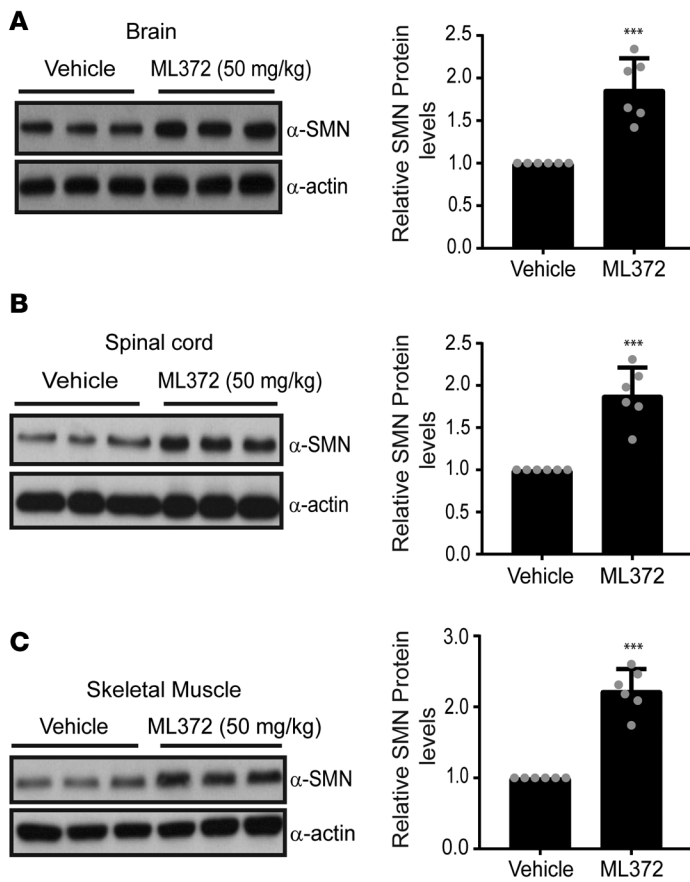 A
Brain
Vehicle ML372 (50 mg/kg)
α-SMN
α-actin
Relative SMN Protein
levels
2.5
2.0
1.5
1.0
0.5
0.0
***
Vehicle ML372
B
Spinal cord
Vehicle ML372 (50 mg/kg)
α-SMN
α-actin
Relative SMN Protein
levels
2.5
2.0
1.5
1.0
0.5
0.0
***
Vehicle ML372
C
Skeletal Muscle
Vehicle ML372 (50 mg/kg)
α-SMN
α-actin
Relative SMN Protein
levels
3.0
2.0
1.0
0.0
***
Vehicle ML372